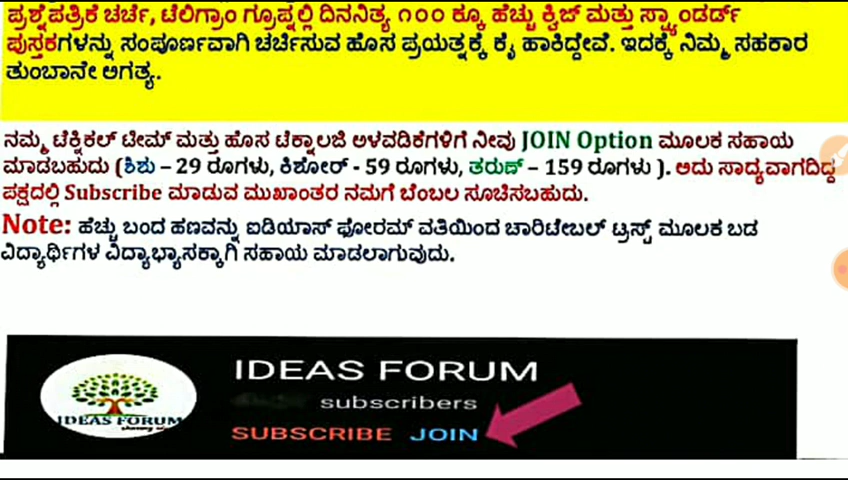 ಪ್ರಶ್ನೆಪತ್ರಿಕೆ ಚರ್ಚೆ, ಟೆಲಿಗ್ರಾಂ ಗ್ರೂಪ್ನಲ್ಲಿ ದಿನನಿತ್ಯ ೧೦೦ ಕ್ಕೂ ಹೆಚ್ಚು ಕ್ವಿಜ್ ಮತ್ತು ಸ್ಟ್ಯಾಂಡರ್ಡ್
ಪುಸ್ತಕಗಳನ್ನು ಸಂಪೂರ್ಣವಾಗಿ ಚರ್ಚಿಸುವ ಹೊಸ ಪ್ರಯತ್ನಕ್ಕೆ ಕೈ ಹಾಕಿದ್ದೇವೆ. ಇದಕ್ಕೆ ನಿಮ್ಮ ಸಹಕಾರ
ತುಂಬಾನೇ ಅಗತ್ಯ.
ನಮ್ಮ ಟೆಕ್ನಿಕಲ್ ಟೀಮ್ ಮತ್ತು ಹೊಸ ಟೆಕ್ನಾಲಜಿ ಅಳವಡಿಕೆಗಳಿಗೆ ನೀವು JOIN Option ಮೂಲಕ ಸಹಾಯ
ಮಾಡಬಹುದು (ಶಿಶು – 29 ರೂಗಳು, ಕಿಶೋರ್ - 59 ರೂಗಳು, ತರುಣ್ – 159 ರೂಗಳು ). ಅದು ಸಾಧ್ಯವಾಗದಿದ್ದ
ಪಕ್ಷದಲ್ಲಿ Subscribe ಮಾಡುವ ಮುಖಾಂತರ ನಮಗೆ ಬೆಂಬಲ ಸೂಚಿಸಬಹುದು.
Note: ಹೆಚ್ಚು ಬಂದ ಹಣವನ್ನು ಐಡಿಯಾಸ್ ಫೋರಮ್ ವತಿಯಿಂದ ಚಾರಿಟೇಬಲ್ ಟ್ರಸ್ಟ್ ಮೂಲಕ ಬಡ
ವಿದ್ಯಾರ್ಥಿಗಳ ವಿದ್ಯಾಭ್ಯಾಸಕ್ಕಾಗಿ ಸಹಾಯ ಮಾಡಲಾಗುವುದು.
IDEAS FORUM
subscribers
IDEAS FORUM
SUBSCRIBE JOIN